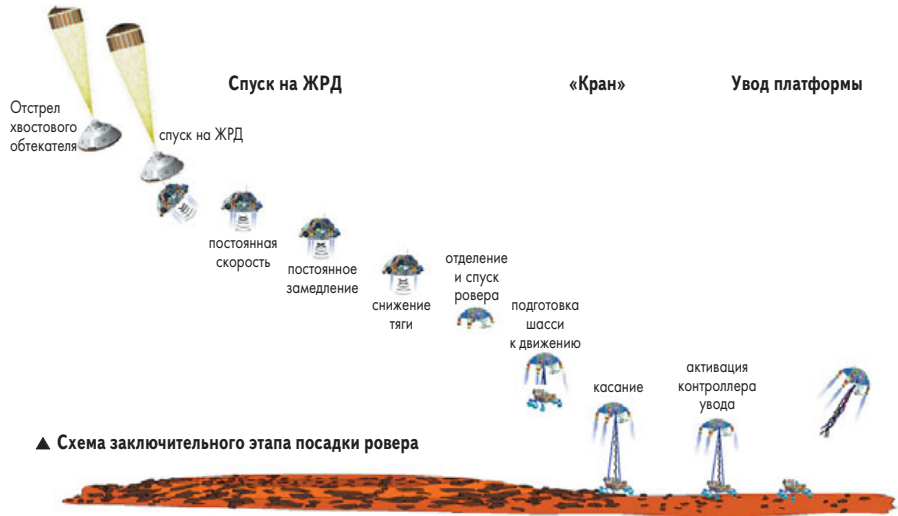 Спуск на ЖРД
«Кран»
Увод платформы
Отстрел
хвостового
обтекателя
спуск на ЖРД
постоянная
скорость
постоянное
замедление
снижение
тяги
отделение
и спуск
ровера
подготовка
шасси
к движению
касание
активация
контроллера
увода
▲ Схема заключительного этапа посадки ровера